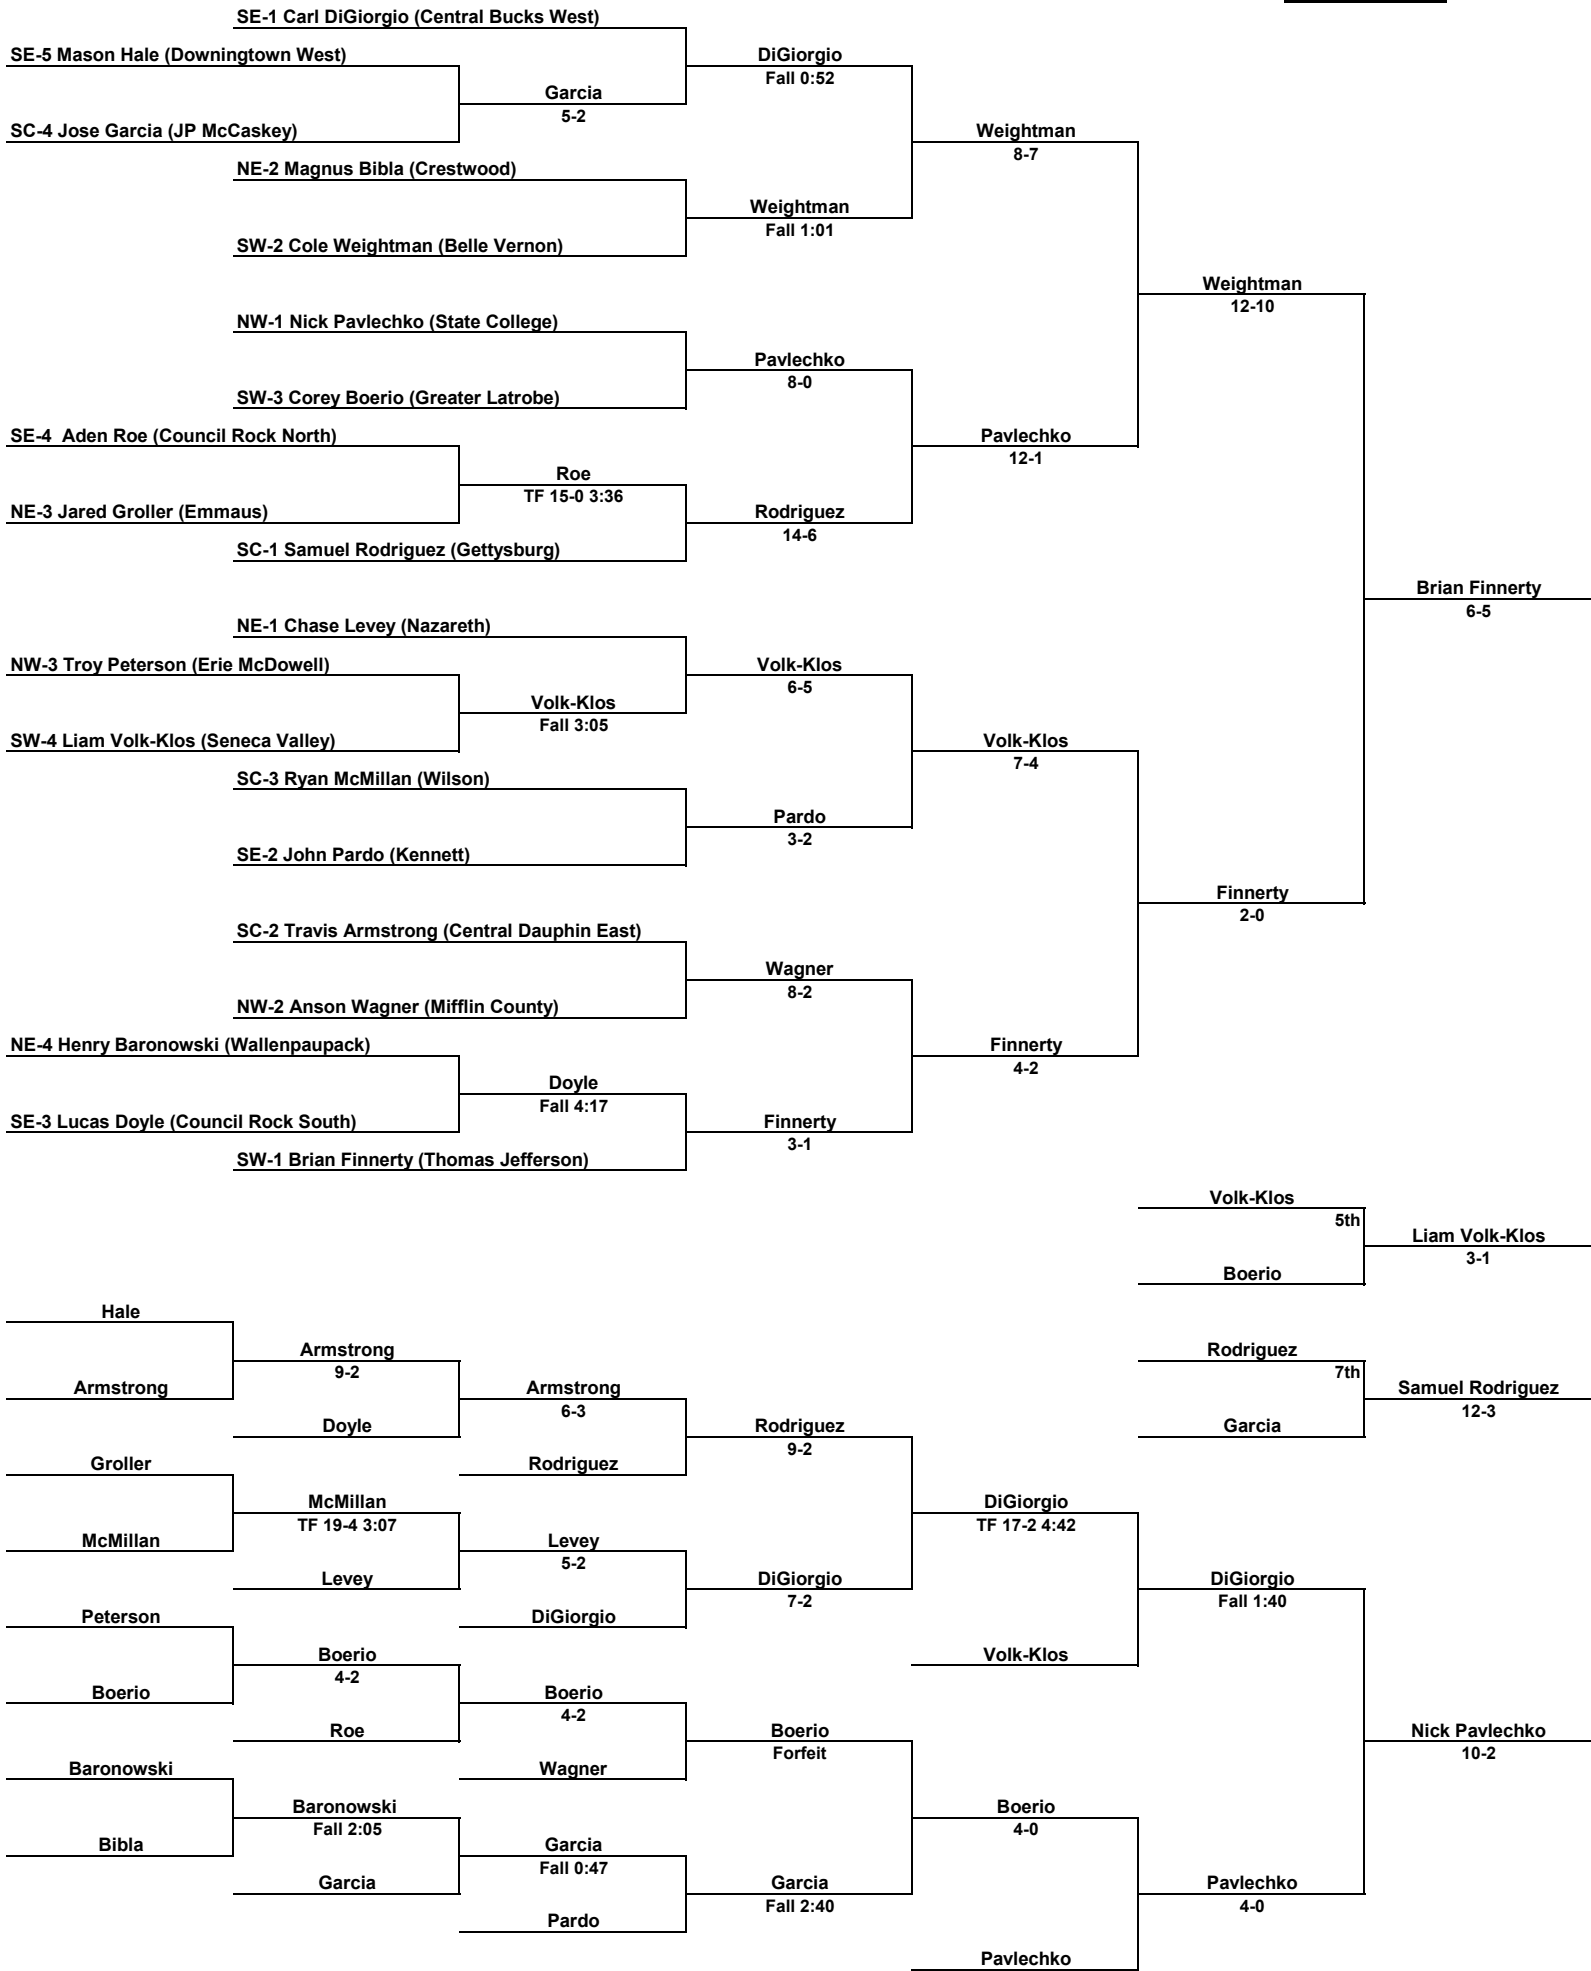 SE-1 Carl DiGiorgio (Central Bucks West)
SE-5 Mason Hale (Downingtown West)
DiGiorgio
Fall 0:52
Garcia
5-2
SC-4 Jose Garcia (JP McCaskey)
Weightman
8-7
NE-2 Magnus Bibla (Crestwood)
Weightman
Fall 1:01
SW-2 Cole Weightman (Belle Vernon)
Weightman
12-10
NW-1 Nick Pavlechko (State College)
Pavlechko
8-0
SW-3 Corey Boerio (Greater Latrobe)
SE-4  Aden Roe (Council Rock North)
Pavlechko
12-1
Roe
TF 15-0 3:36
NE-3 Jared Groller (Emmaus)
Rodriguez
14-6
SC-1 Samuel Rodriguez (Gettysburg)
Brian Finnerty
6-5
NE-1 Chase Levey (Nazareth)
NW-3 Troy Peterson (Erie McDowell)
Volk-Klos
6-5
Volk-Klos
Fall 3:05
SW-4 Liam Volk-Klos (Seneca Valley)
Volk-Klos
7-4
SC-3 Ryan McMillan (Wilson)
Pardo
3-2
SE-2 John Pardo (Kennett)
Finnerty
2-0
SC-2 Travis Armstrong (Central Dauphin East)
Wagner
8-2
NW-2 Anson Wagner (Mifflin County)
NE-4 Henry Baronowski (Wallenpaupack)
Finnerty
4-2
Doyle
Fall 4:17
SE-3 Lucas Doyle (Council Rock South)
Finnerty
3-1
SW-1 Brian Finnerty (Thomas Jefferson)
Volk-Klos
5th
Liam Volk-Klos
3-1
Boerio
Hale
Armstrong
9-2
Rodriguez
7th
Armstrong
Armstrong
6-3
Samuel Rodriguez
12-3
Doyle
Rodriguez
9-2
Garcia
Groller
Rodriguez
McMillan
TF 19-4 3:07
DiGiorgio
TF 17-2 4:42
McMillan
Levey
5-2
Levey
DiGiorgio
7-2
DiGiorgio
Fall 1:40
Peterson
DiGiorgio
Boerio
4-2
Volk-Klos
Boerio
Boerio
4-2
Roe
Boerio
Forfeit
Nick Pavlechko
10-2
Baronowski
Wagner
Baronowski
Fall 2:05
Boerio
4-0
Bibla
Garcia
Fall 0:47
Garcia
Garcia
Fall 2:40
Pavlechko
4-0
Pardo
Pavlechko